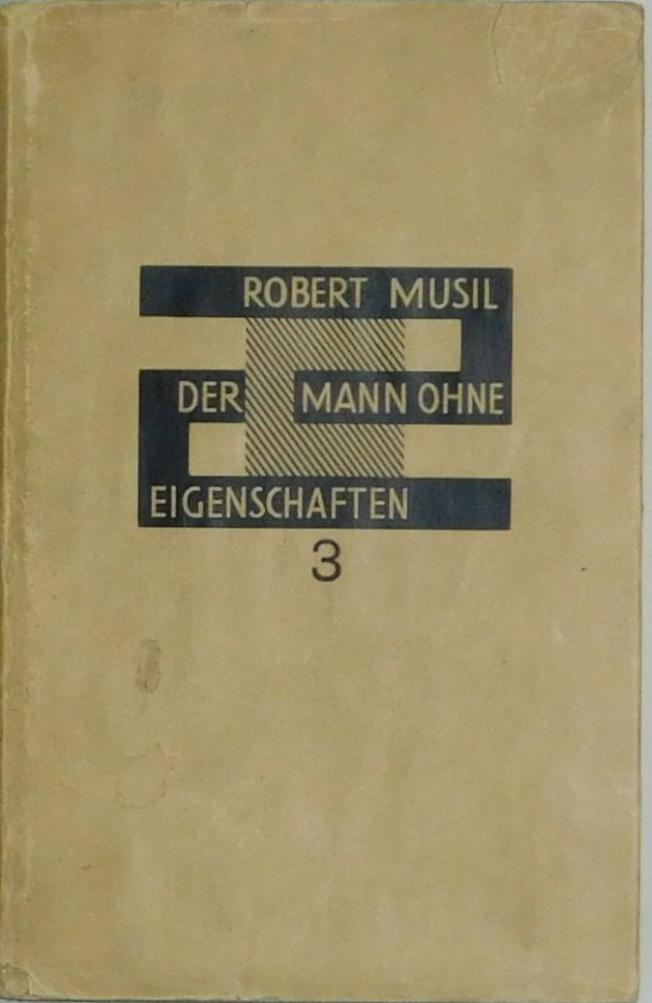 ROBERT MUSIL
DER MANN OHNE
EIGENSCHAFTEN
3